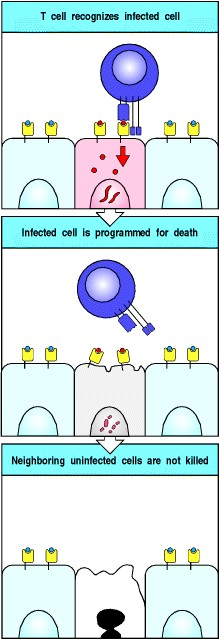 T cell recognizes infected cell
Infected cell is programmed for death
Neighboring uninfected cells are not killed